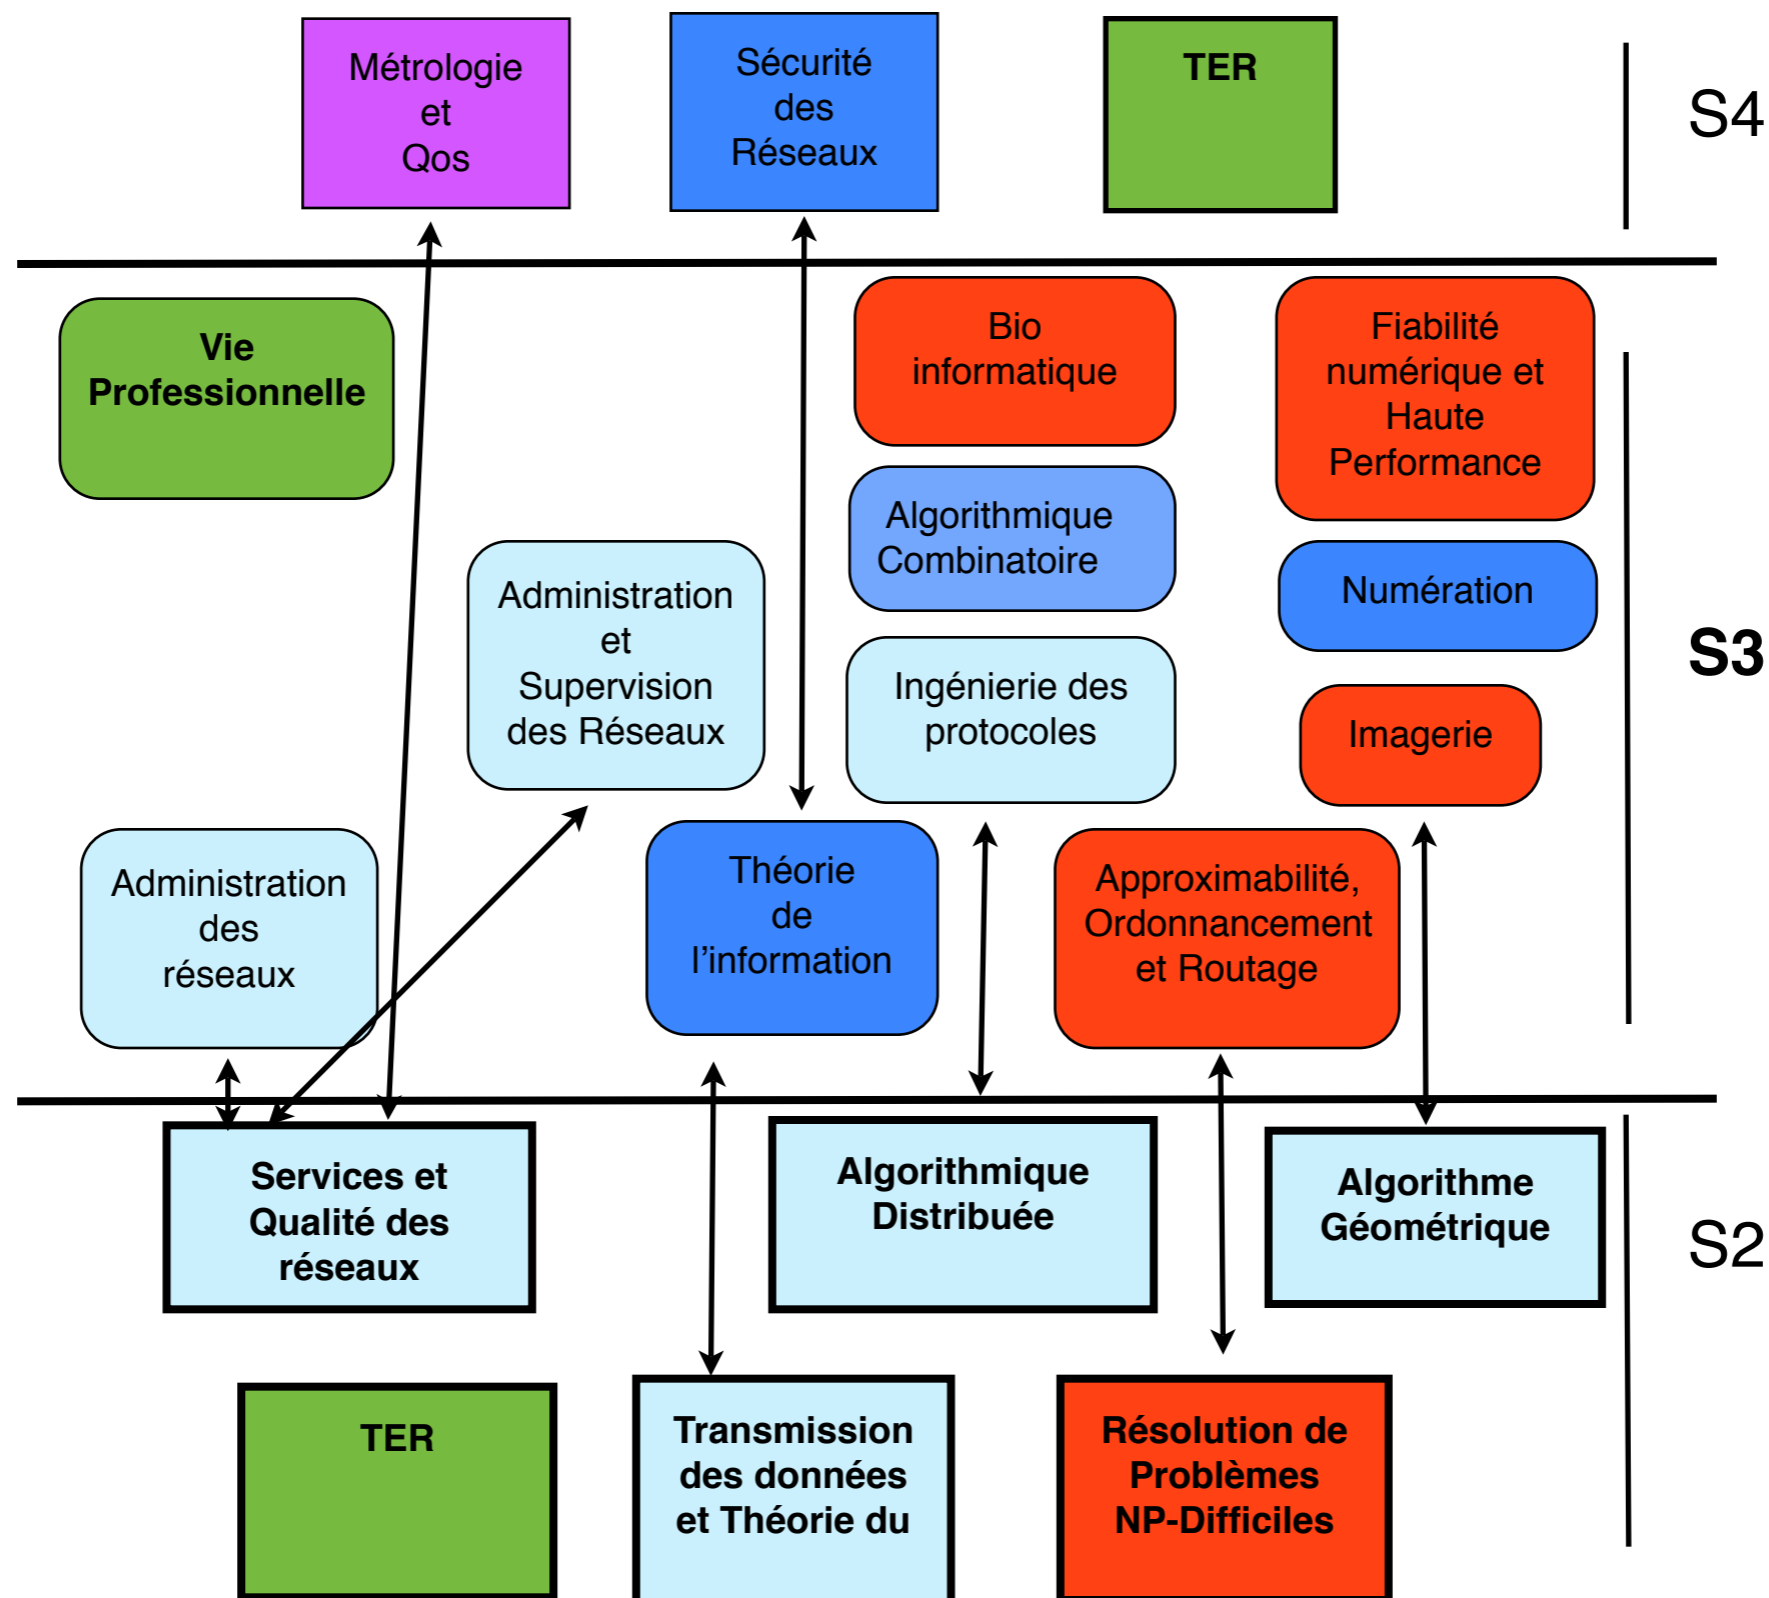 Métrologie
et
Qos
Sécurité
des
Réseaux
TER
S4
Vie
Professionnelle
Bio
informatique
Fiabilité
numérique et
Haute
Performance
Algorithmique
Combinatoire
Numération
Administration
et
Supervision
des Réseaux
Ingénierie des
protocoles
Imagerie
S3
Administration
des
réseaux
Théorie
de
l'information
Approximabilité,
Ordonnancement
et Routage
Services et
Qualité des
réseaux
Algorithmique
Distribuée
Algorithme
Géométrique
S2
TER
Transmission
des données
et Théorie du
Résolution de
Problèmes
NP-Difficiles